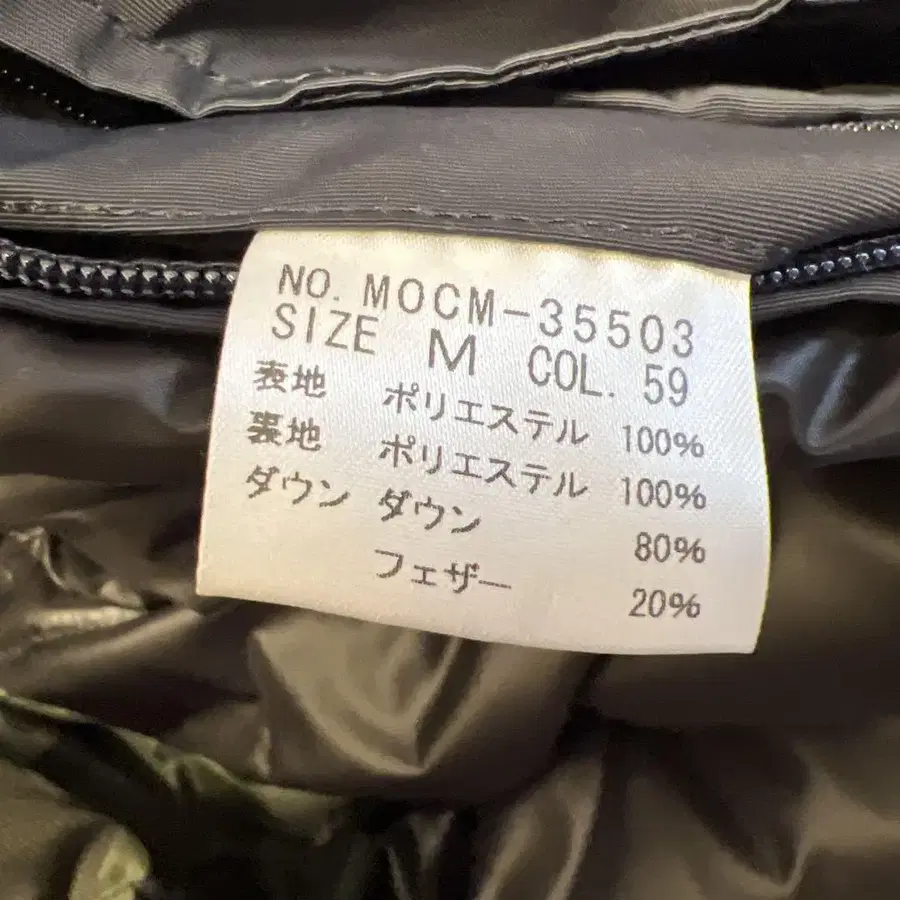 NO. MOCM-35503
SIZE M COL. 59
表地 ポリエステル 100%
裏地 ポリエステル 100%
ダウン ダウン 80%
フェザー 20%